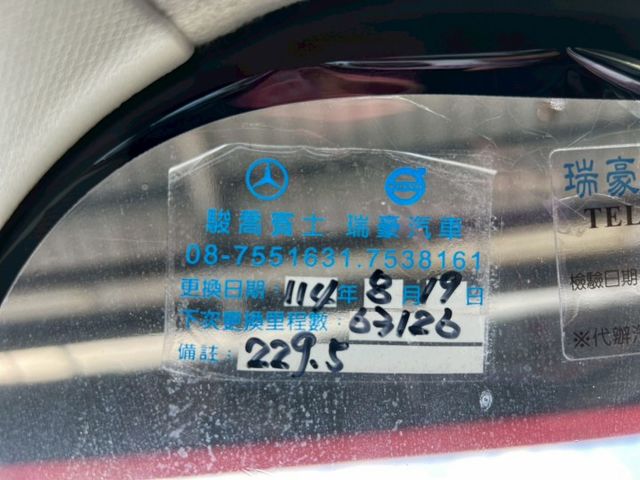 駿喬賓士 瑞豪汽車
08-7551631.7538161
更換日期：114年8月19日
下次更換里程數：63126
備註：229.5
瑞豪
TEL
檢驗日期
※代辦